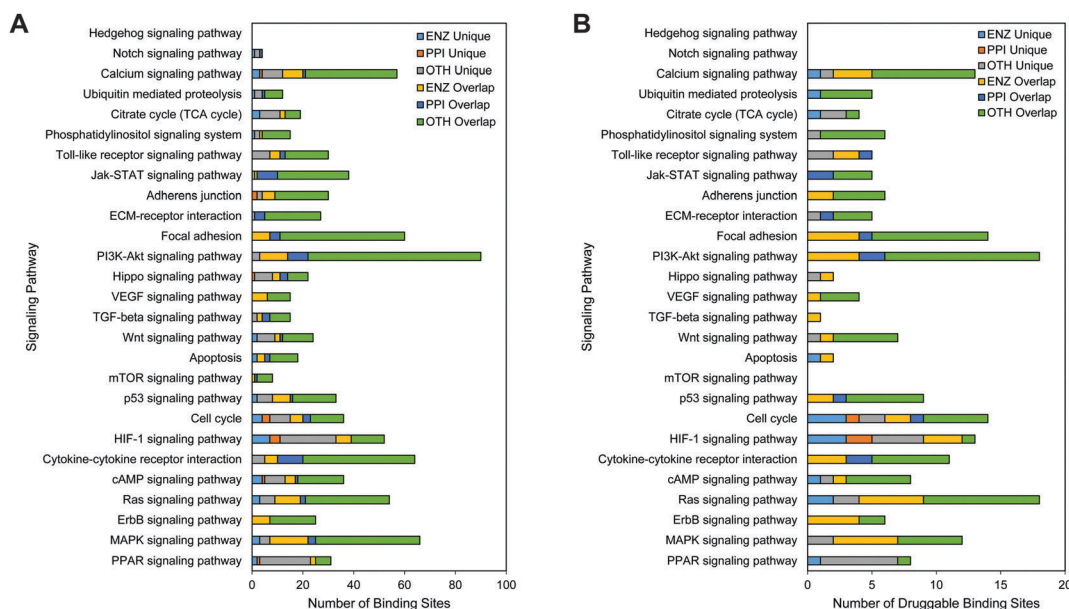 A
Hedgehog signaling pathway
Notch signaling pathway
Calcium signaling pathway
Ubiquitin mediated proteolysis
Citrate cycle (TCA cycle)
Phosphatidylinositol signaling system
Toll-like receptor signaling pathway
Jak-STAT signaling pathway
Adherens junction
ECM-receptor interaction
Focal adhesion
PI3K-Akt signaling pathway
Hippo signaling pathway
VEGF signaling pathway
TGF-beta signaling pathway
Wnt signaling pathway
Apoptosis
mTOR signaling pathway
p53 signaling pathway
Cell cycle
HIF-1 signaling pathway
Cytokine-cytokine receptor interaction
cAMP signaling pathway
Ras signaling pathway
ErbB signaling pathway
MAPK signaling pathway
PPAR signaling pathway
Signaling Pathway
ENZ Unique
PPI Unique
OTH Unique
ENZ Overlap
PPI Overlap
OTH Overlap
0 20 40 60 80 100
Number of Binding Sites
B
Hedgehog signaling pathway
Notch signaling pathway
Calcium signaling pathway
Ubiquitin mediated proteolysis
Citrate cycle (TCA cycle)
Phosphatidylinositol signaling system
Toll-like receptor signaling pathway
Jak-STAT signaling pathway
Adherens junction
ECM-receptor interaction
Focal adhesion
PI3K-Akt signaling pathway
Hippo signaling pathway
VEGF signaling pathway
TGF-beta signaling pathway
Wnt signaling pathway
Apoptosis
mTOR signaling pathway
p53 signaling pathway
Cell cycle
HIF-1 signaling pathway
Cytokine-cytokine receptor interaction
cAMP signaling pathway
Ras signaling pathway
ErbB signaling pathway
MAPK signaling pathway
PPAR signaling pathway
Signaling Pathway
ENZ Unique
PPI Unique
OTH Unique
ENZ Overlap
PPI Overlap
OTH Overlap
0 5 10 15 20
Number of Druggable Binding Sites